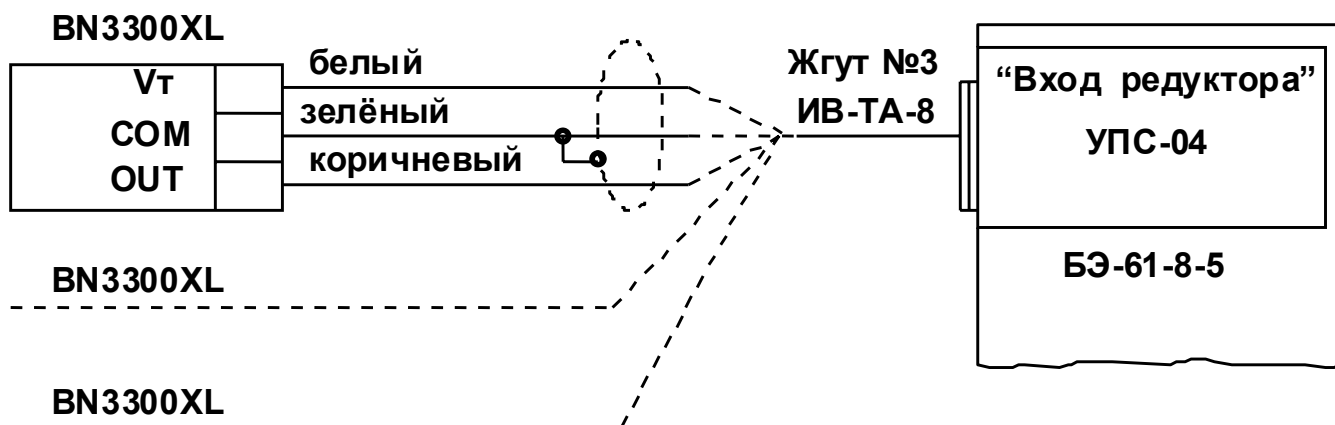 BN3300XL
Vт
COM
OUT
белый
зелёный
коричневый
Жгут №3
ИВ-ТА-8
“Вход редуктора”
УПС-04
БЭ-61-8-5
BN3300XL
BN3300XL